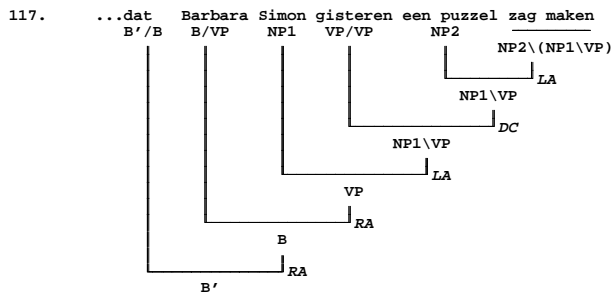 117. ...dat Barbara Simon gisteren een puzzel zag maken
B'/B B/VP NP1 VP/VP NP2 NP2\(NP1\VP)
LA
NP1\VP
DC
NP1\VP
LA
VP
RA
B
RA
B'